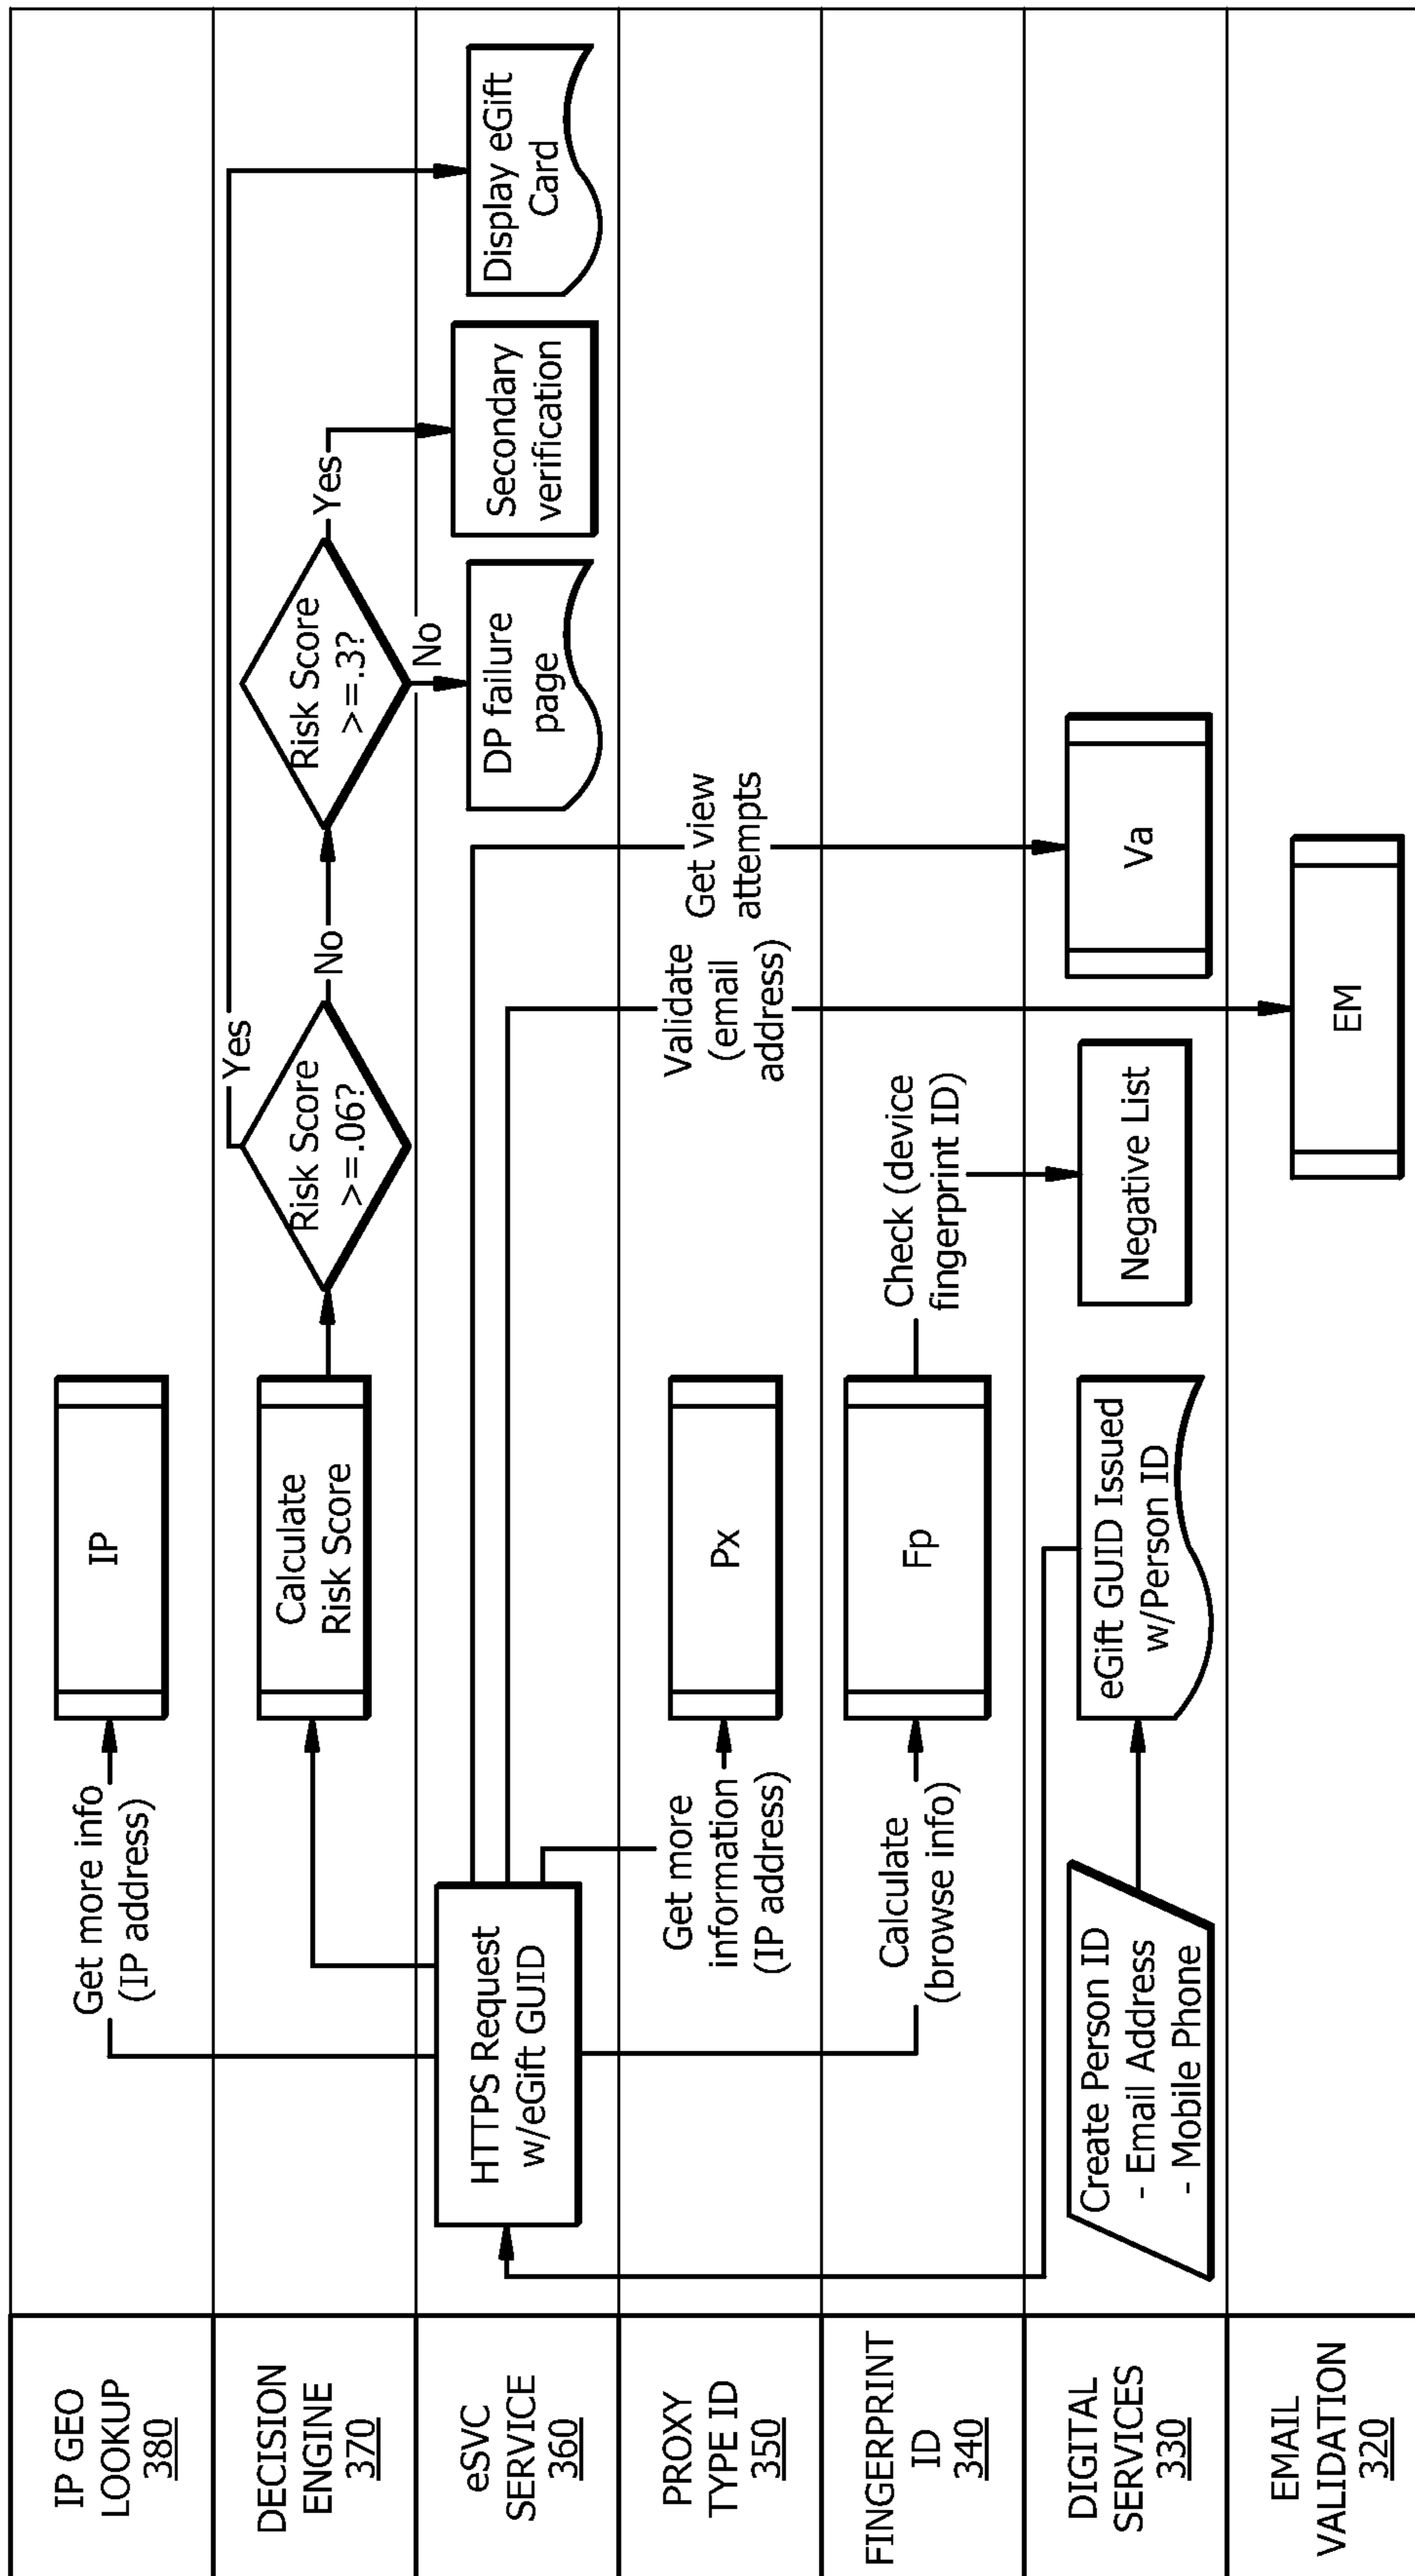 IP GEO
LOOKUP
380
Get more info
(IP address)
IP
DECISION
ENGINE
370
Calculate
Risk Score
Risk Score
>=.06?
Yes
No
Risk Score
>=.3?
Yes
No
eSVC
SERVICE
360
HTTPS Request
w/eGift GUID
DP failure
page
Secondary
verification
Display eGift
Card
PROXY
TYPE ID
350
Get more
information
(IP address)
Px
Validate
(email
address)
Get view
attempts
FINGERPRINT
ID
340
Calculate
(browse info)
Fp
Check (device
fingerprint ID)
DIGITAL
SERVICES
330
Create Person ID
- Email Address
- Mobile Phone
eGift GUID Issued
w/Person ID
Negative List
Va
EMAIL
VALIDATION
320
EM